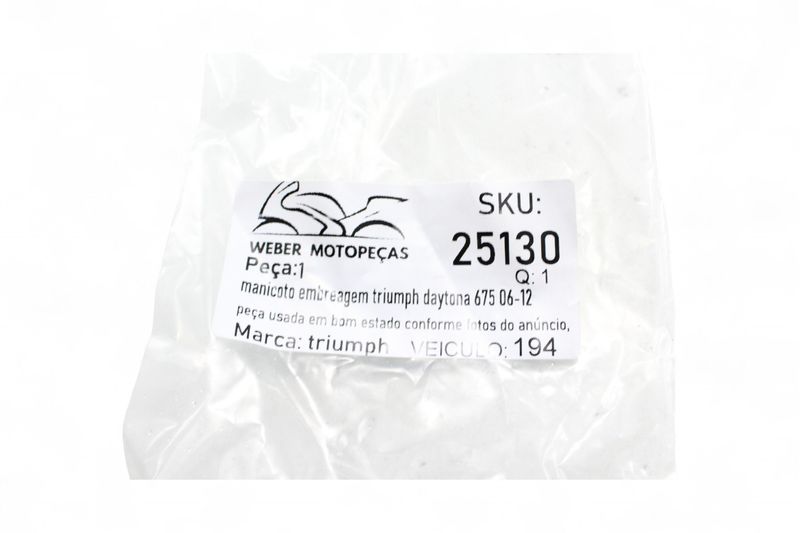 SKU:
WEBER MOTOPEÇAS
25130
Peça:1
Q: 1
manicoto embreagem triumph daytona 675 06-12
peça usada em bom estado conforme fotos do anúncio,
Marca: triumph VEICULO: 194